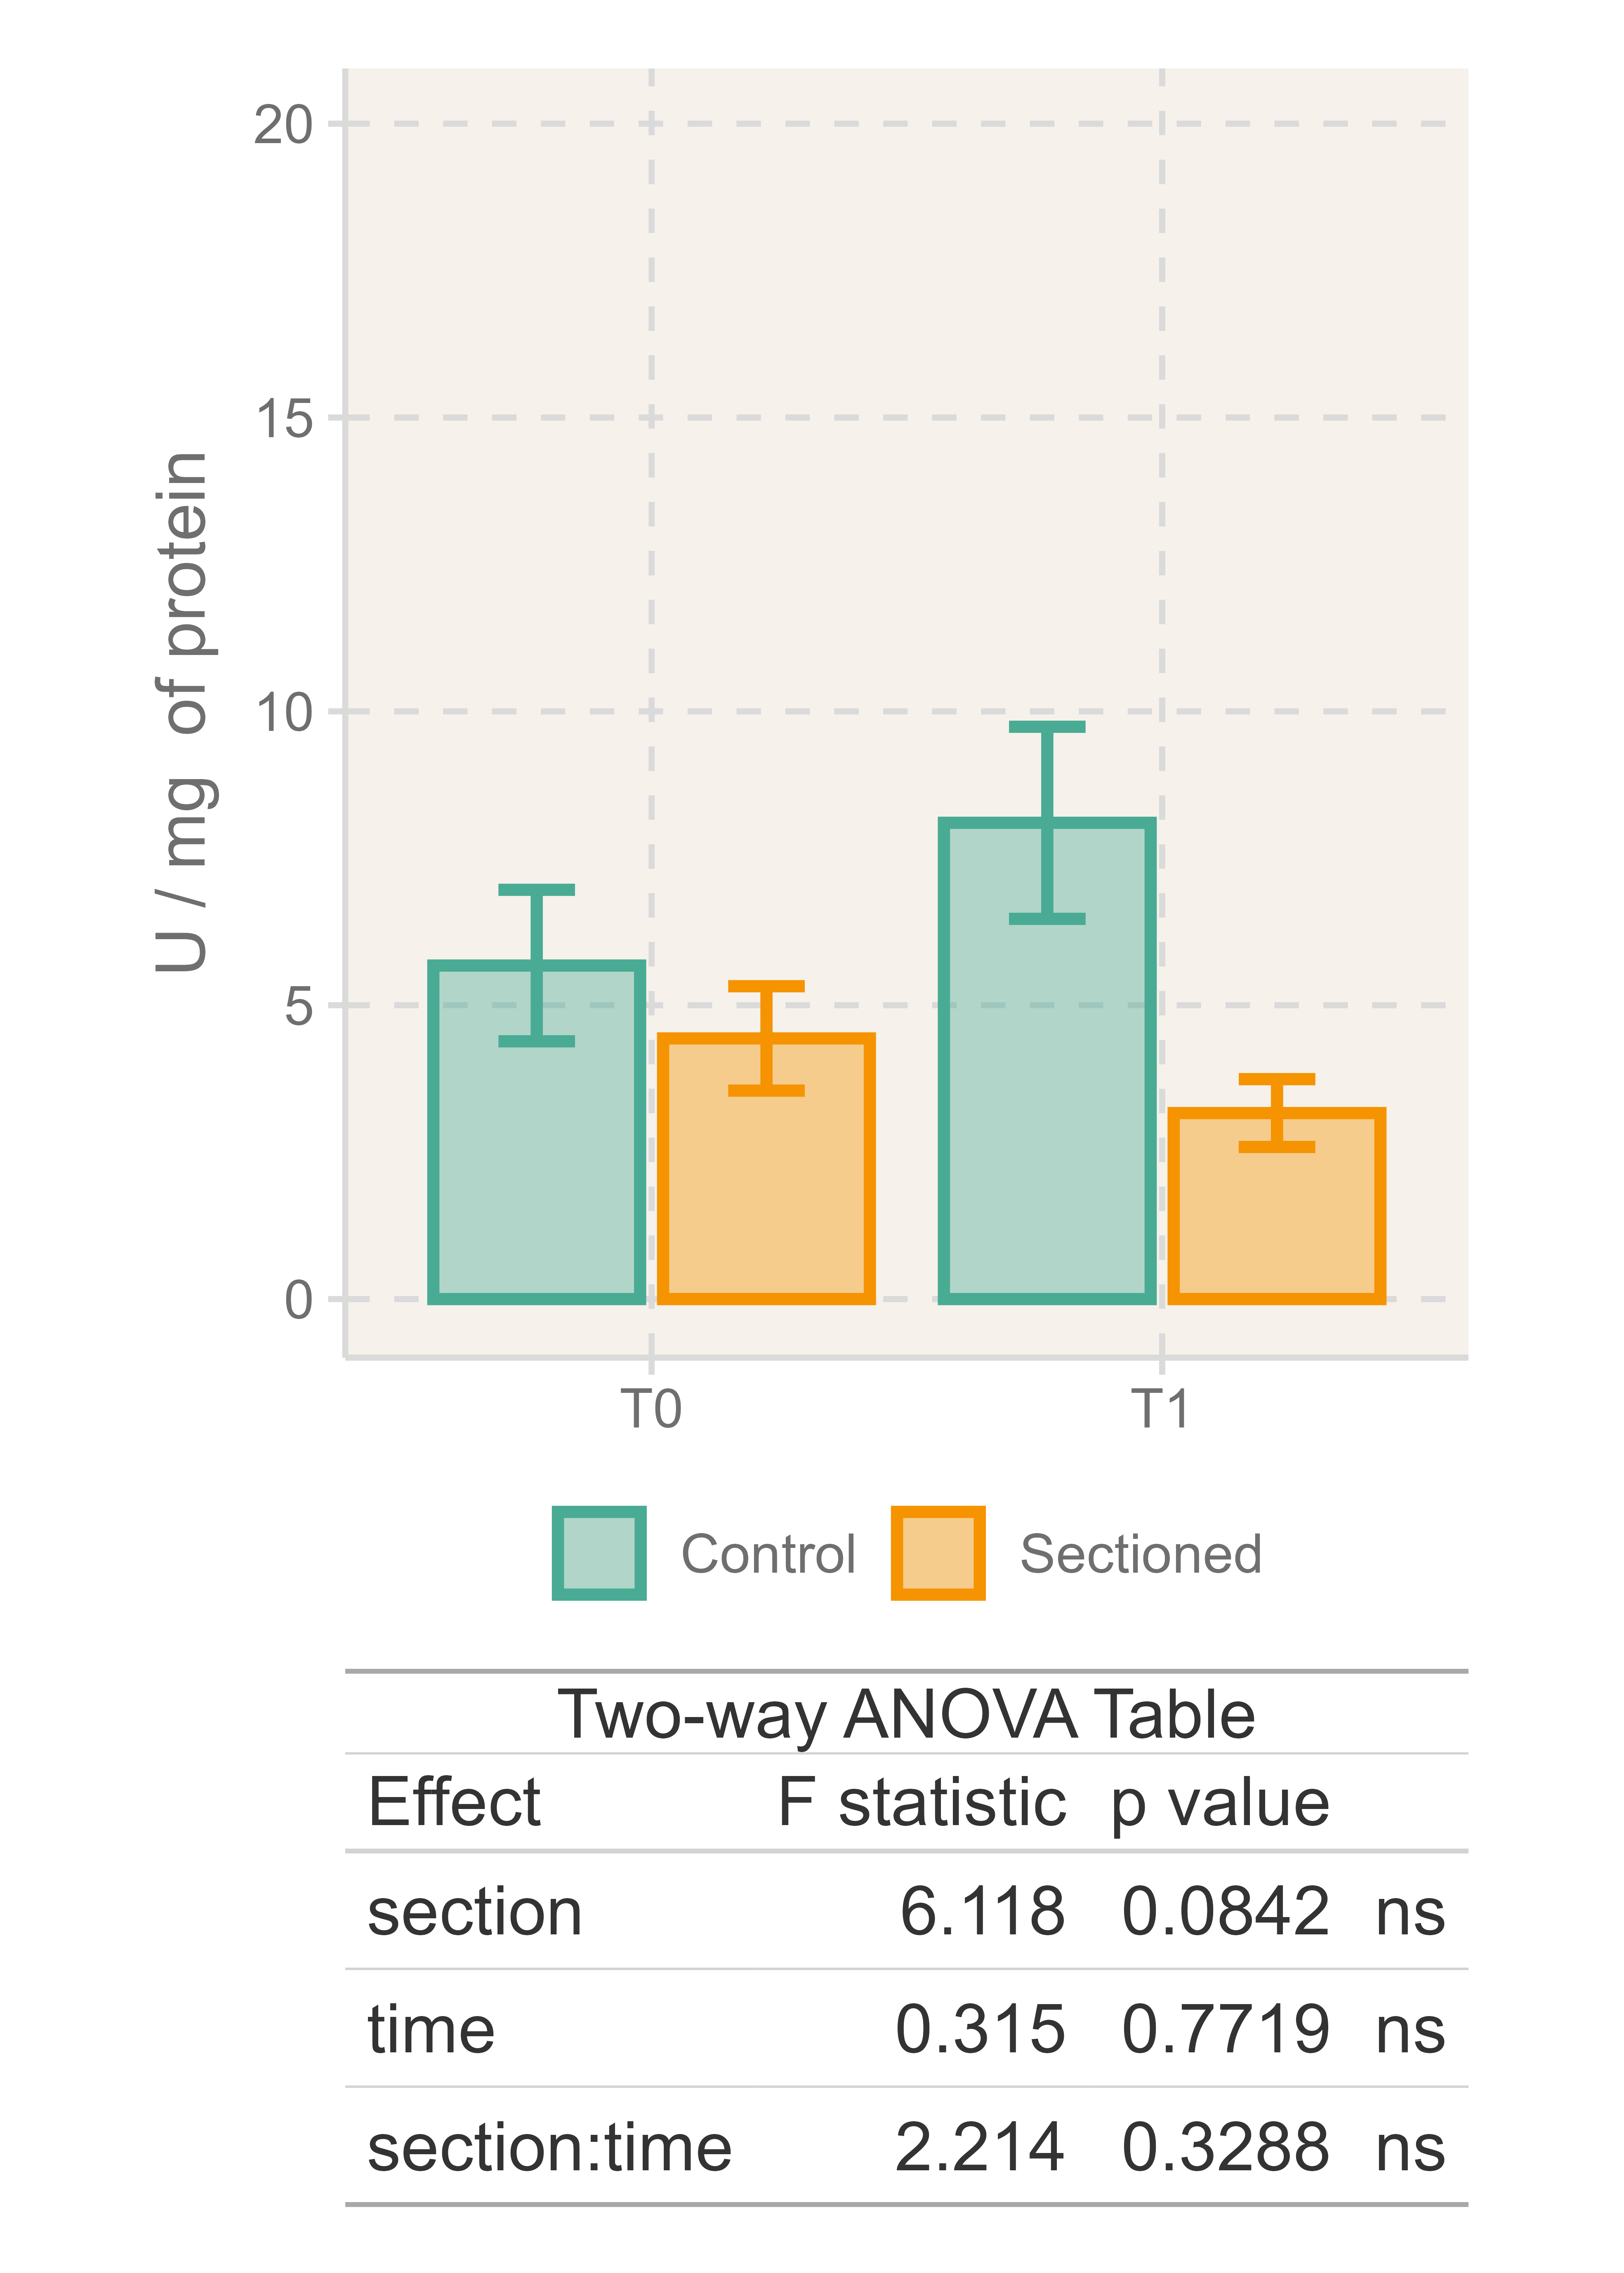 20
15
10
5
0
U / mg of protein
T0 T1
Control Sectioned
Two-way ANOVA Table
Effect F statistic p value
section 6.118 0.0842 ns
time 0.315 0.7719 ns
section:time 2.214 0.3288 ns